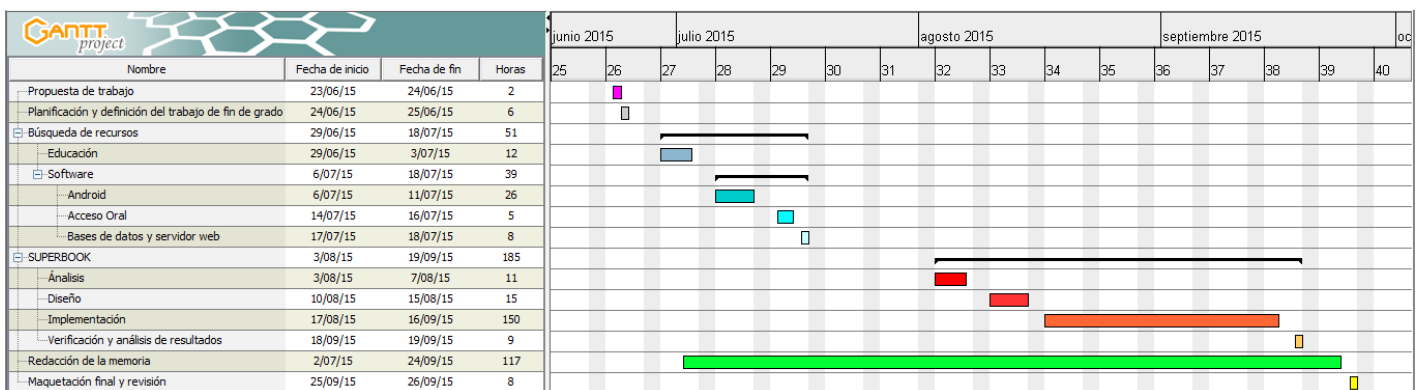 GANTT
project
junio 2015 julio 2015 agosto 2015 septiembre 2015 oc
Nombre Fecha de inicio Fecha de fin Horas
25 26 27 28 29 30 31 32 33 34 35 36 37 38 39 40
Propuesta de trabajo 23/06/15 24/06/15 2
Planificación y definición del trabajo de fin de grado 24/06/15 25/06/15 6
Búsqueda de recursos 29/06/15 18/07/15 51
Educación 29/06/15 3/07/15 12
Software 6/07/15 18/07/15 39
Android 6/07/15 11/07/15 26
Acceso Oral 14/07/15 16/07/15 5
Bases de datos y servidor web 17/07/15 18/07/15 8
SUPERBOOK 3/08/15 19/09/15 185
Ánalisis 3/08/15 7/08/15 11
Diseño 10/08/15 15/08/15 15
Implementación 17/08/15 16/09/15 150
Verificación y análisis de resultados 18/09/15 19/09/15 9
Redacción de la memoria 2/07/15 24/09/15 117
Maquetación final y revisión 25/09/15 26/09/15 8